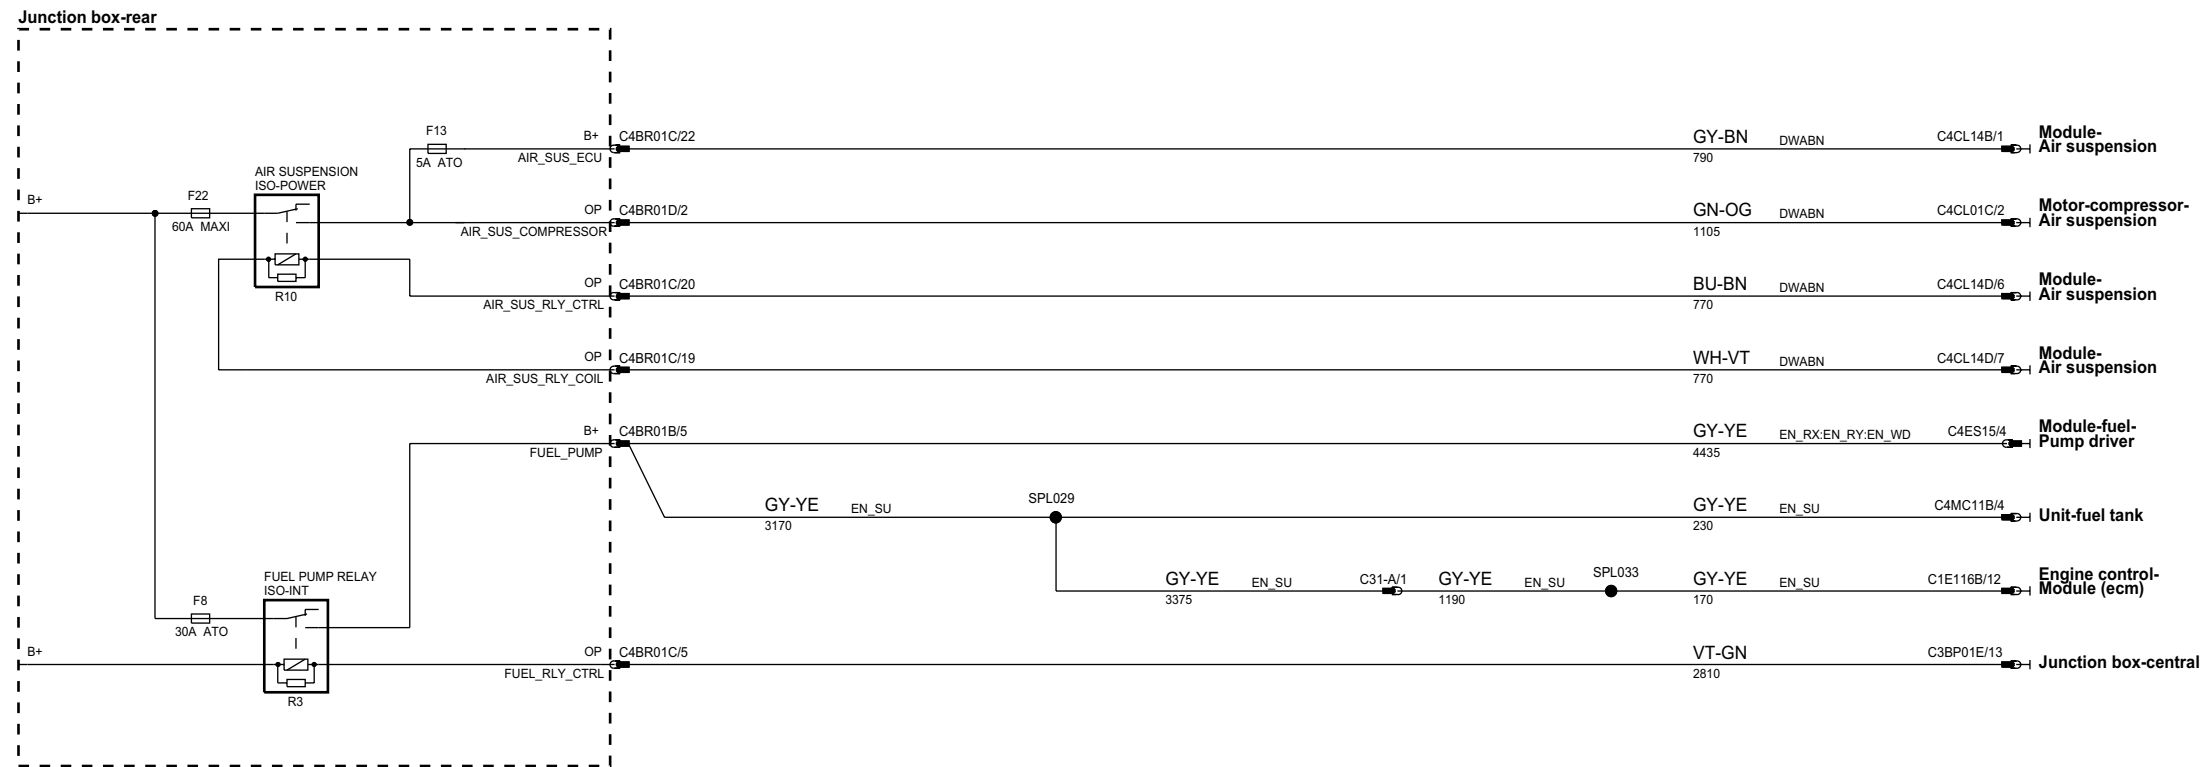 Junction box-rear
B+
F22
60A MAXI
AIR SUSPENSION
ISO-POWER
R10
F13
5A ATO
B+
AIR_SUS_ECU
C4BR01C/22
GY-BN
790
DWABN
C4CL14B/1
Module-
Air suspension
OP
AIR_SUS_COMPRESSOR
C4BR01D/2
GN-OG
1105
DWABN
C4CL01C/2
Motor-compressor-
Air suspension
OP
AIR_SUS_RLY_CTRL
C4BR01C/20
BU-BN
770
DWABN
C4CL14D/6
Module-
Air suspension
OP
AIR_SUS_RLY_COIL
C4BR01C/19
WH-VT
770
DWABN
C4CL14D/7
Module-
Air suspension
B+
FUEL_PUMP
C4BR01B/5
GY-YE
4435
EN_RX:EN_RY:EN_WD
C4ES15/4
Module-fuel-
Pump driver
GY-YE
3170
EN_SU
SPL029
GY-YE
230
EN_SU
C4MC11B/4
Unit-fuel tank
GY-YE
3375
EN_SU
C31-A/1
GY-YE
1190
EN_SU
SPL033
GY-YE
170
EN_SU
C1E116B/12
Engine control-
Module (ecm)
F8
30A ATO
FUEL PUMP RELAY
ISO-INT
R3
B+
OP
FUEL_RLY_CTRL
C4BR01C/5
VT-GN
2810
C3BP01E/13
Junction box-central